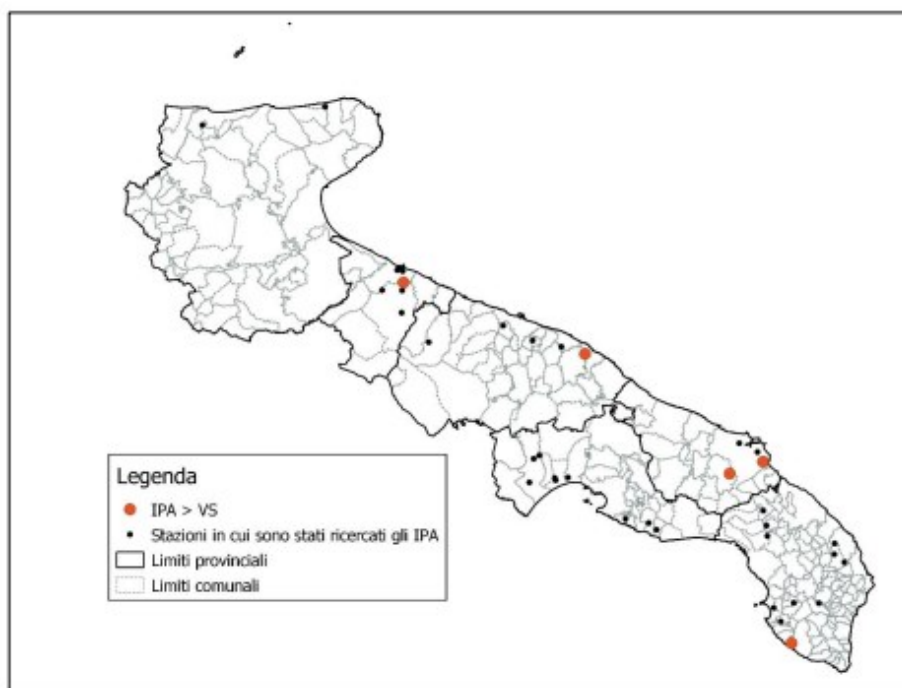 Legenda
IPA > VS
Stazioni in cui sono stati ricercati gli IPA
Limiti provinciali
Limiti comunali